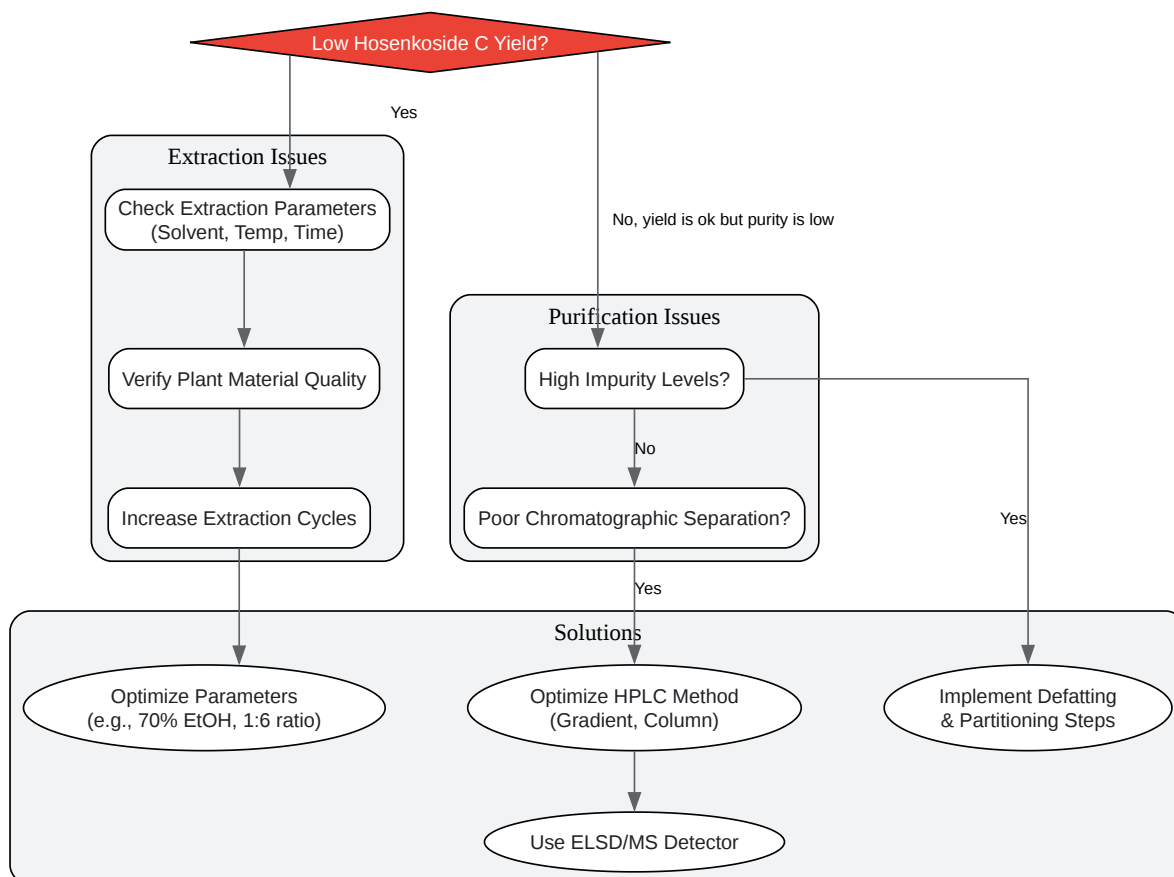 Low Hosenkoside C Yield?
Yes
Extraction Issues
Check Extraction Parameters
(Solvent, Temp, Time)
No, yield is ok but purity is low
Purification Issues
Verify Plant Material Quality
High Impurity Levels?
No
Increase Extraction Cycles
Poor Chromatographic Separation?
Yes
Yes
Solutions
Optimize Parameters
(e.g., 70% EtOH, 1:6 ratio)
Optimize HPLC Method
(Gradient, Column)
Implement Defatting
& Partitioning Steps
Use ELSD/MS Detector